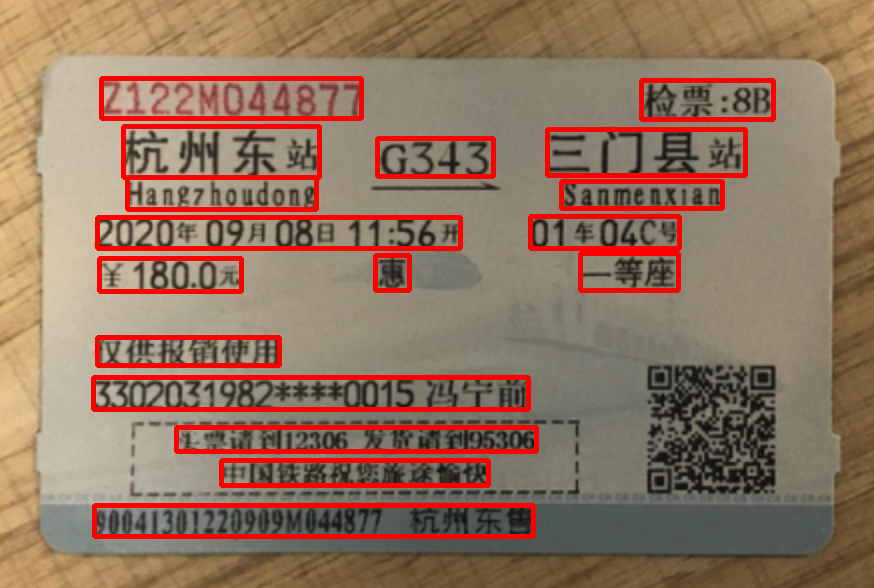 Z122M044877 检票:8B
杭州东站 G343 三门县站
Hangzhoudong Sanmenxian
2020年09月08日 11:56开 01车04C号
¥180.0元 惠 一等座
仅供报销使用
3302031982****0015 冯宁前
买票请到12306 发货请到95306
中国铁路祝您旅途愉快
90041301220909M044877 杭州东售